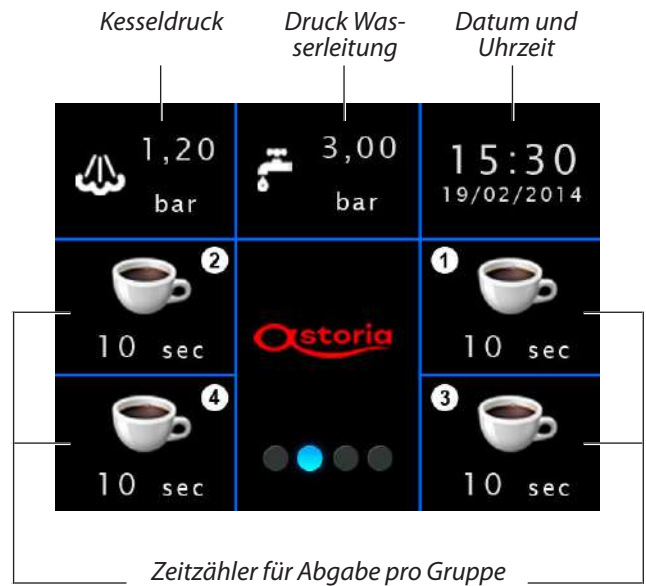 Kesseldruck
Druck Was-
serleitung
Datum und
Uhrzeit
1,20
bar
3,00
bar
15:30
19/02/2014
2
10 sec
astoria
1
10 sec
4
10 sec
3
10 sec
Zeitzähler für Abgabe pro Gruppe